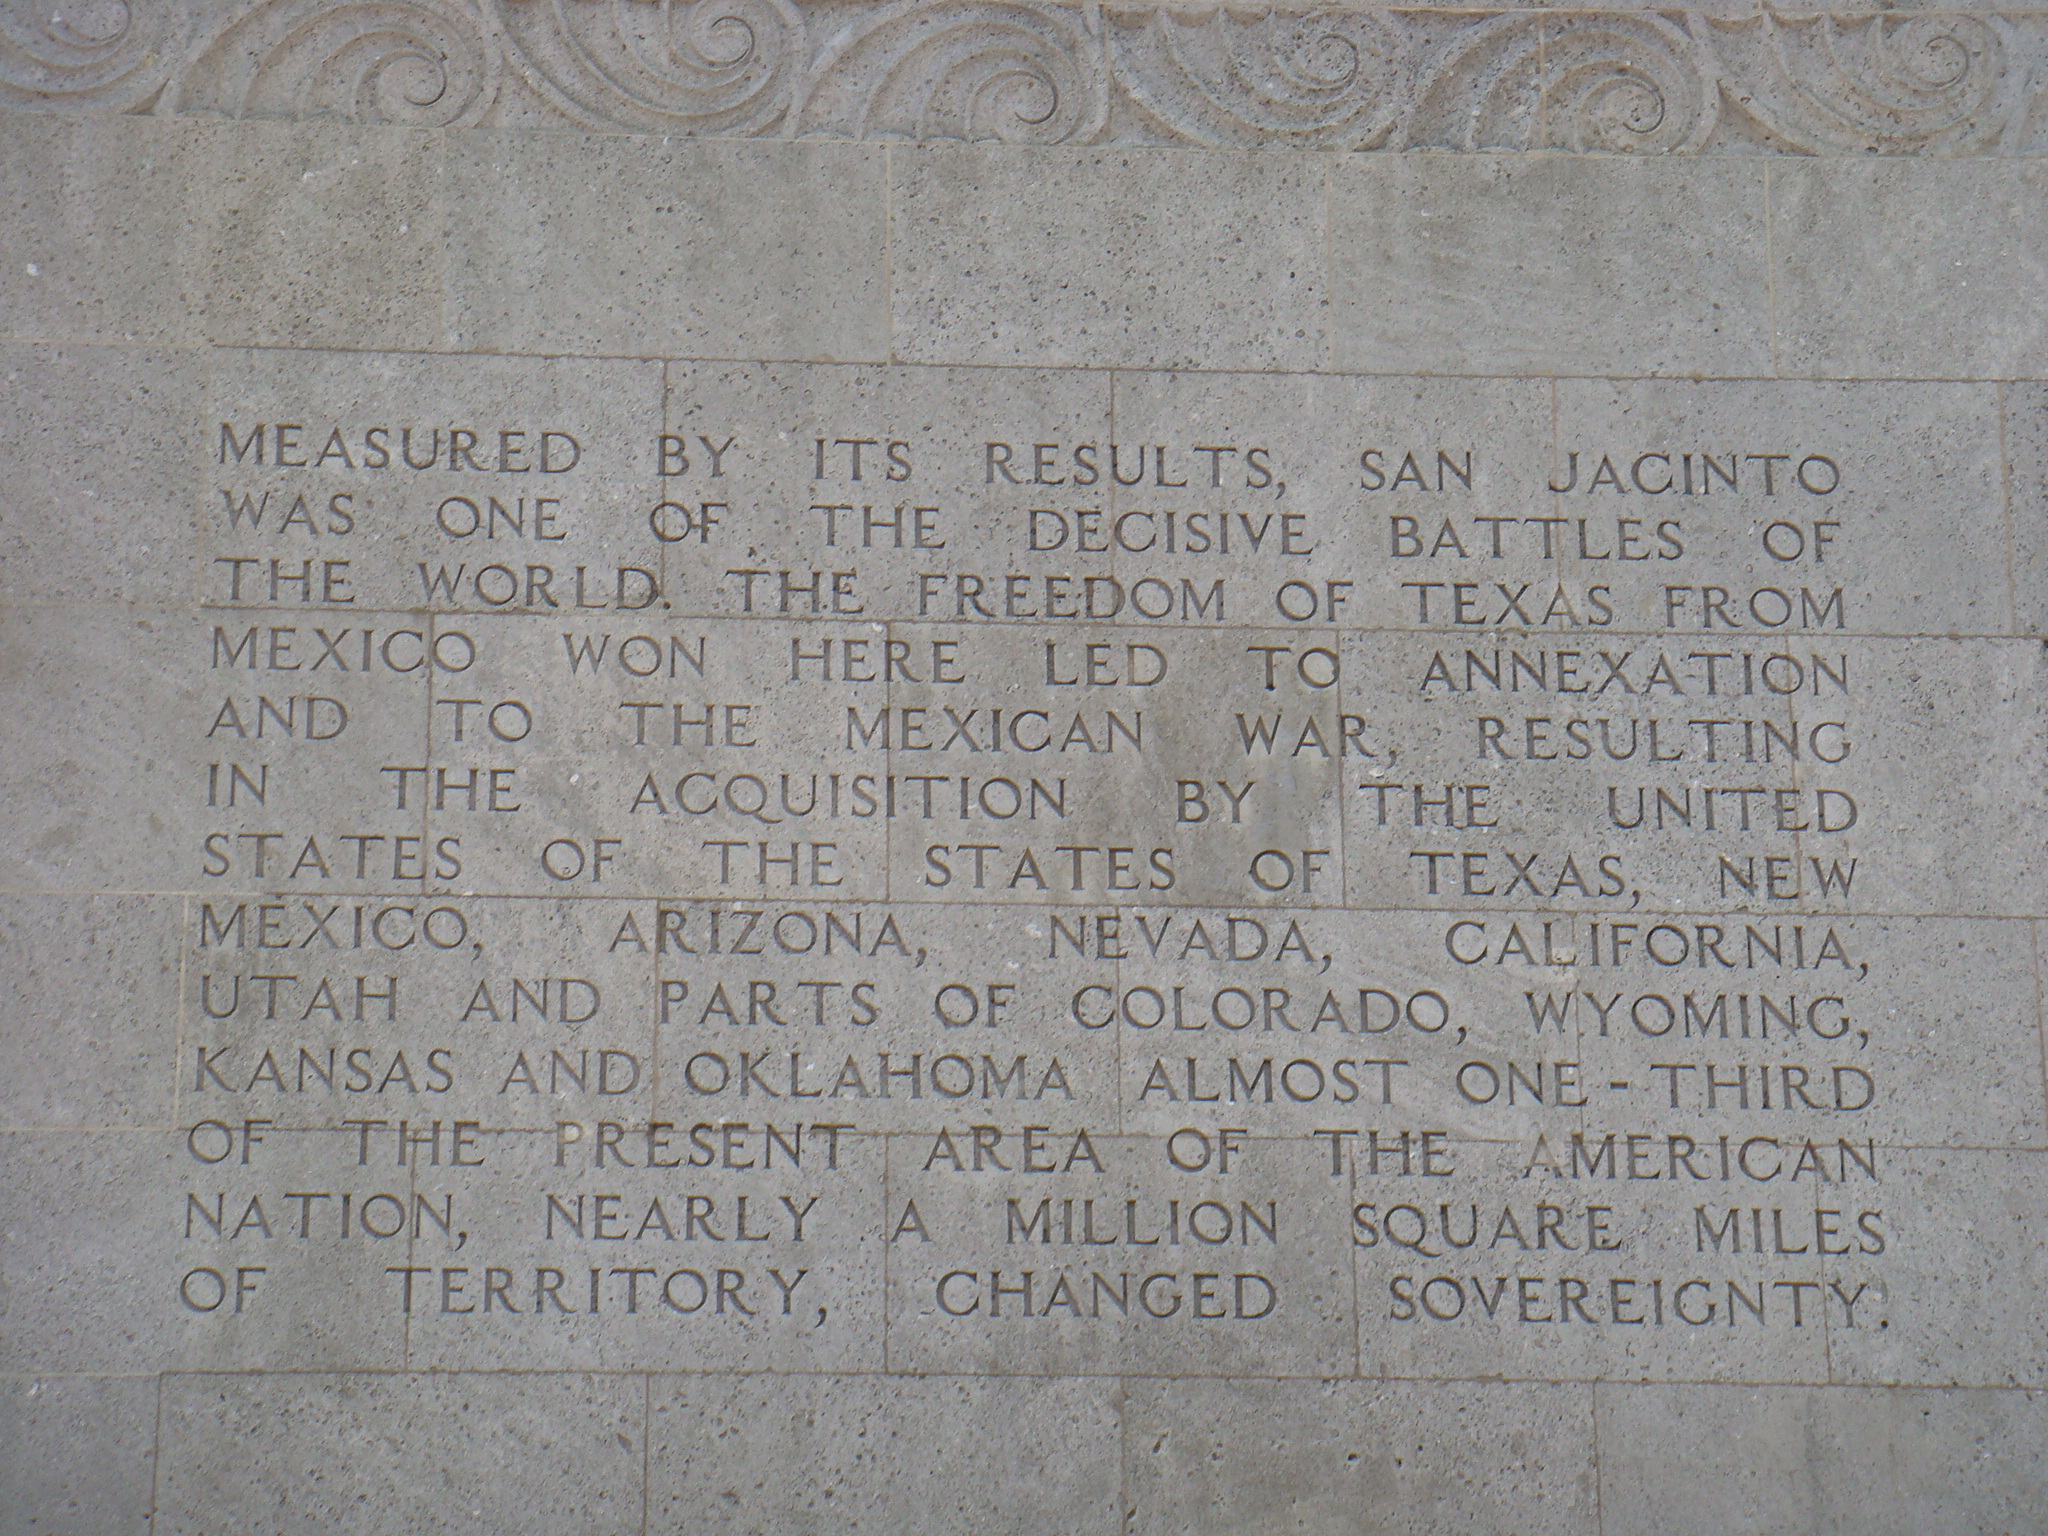 MEASURED BY ITS RESULTS, SAN JACINTO
WAS ONE OF THE DECISIVE BATTLES OF
THE WORLD. THE FREEDOM OF TEXAS FROM
MEXICO WON HERE LED TO ANNEXATION
AND TO THE MEXICAN WAR, RESULTING
IN THE ACQUISITION BY THE UNITED
STATES OF THE STATES OF TEXAS, NEW
MEXICO, ARIZONA, NEVADA, CALIFORNIA,
UTAH AND PARTS OF COLORADO, WYOMING,
KANSAS AND OKLAHOMA ALMOST ONE-THIRD
OF THE PRESENT AREA OF THE AMERICAN
NATION, NEARLY A MILLION SQUARE MILES
OF TERRITORY, CHANGED SOVEREIGNTY.